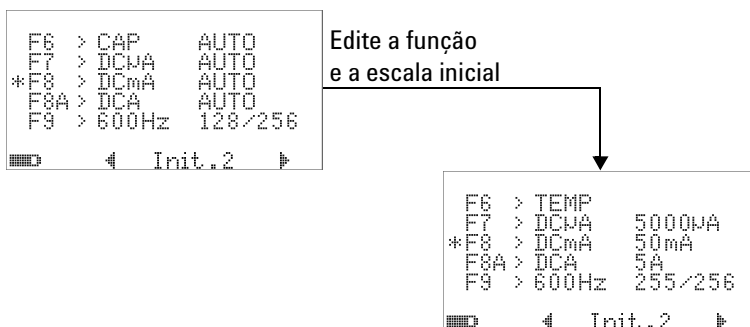 F6 > CAP AUTO
F7 > DCµA AUTO
*F8 > DCmA AUTO
F8A > DCA AUTO
F9 > 600Hz 128/256
Init.2
Edite a função
e a escala inicial
F6 > TEMP
F7 > DCµA 5000µA
*F8 > DCmA 50mA
F8A > DCA 5A
F9 > 600Hz 255/256
Init.2